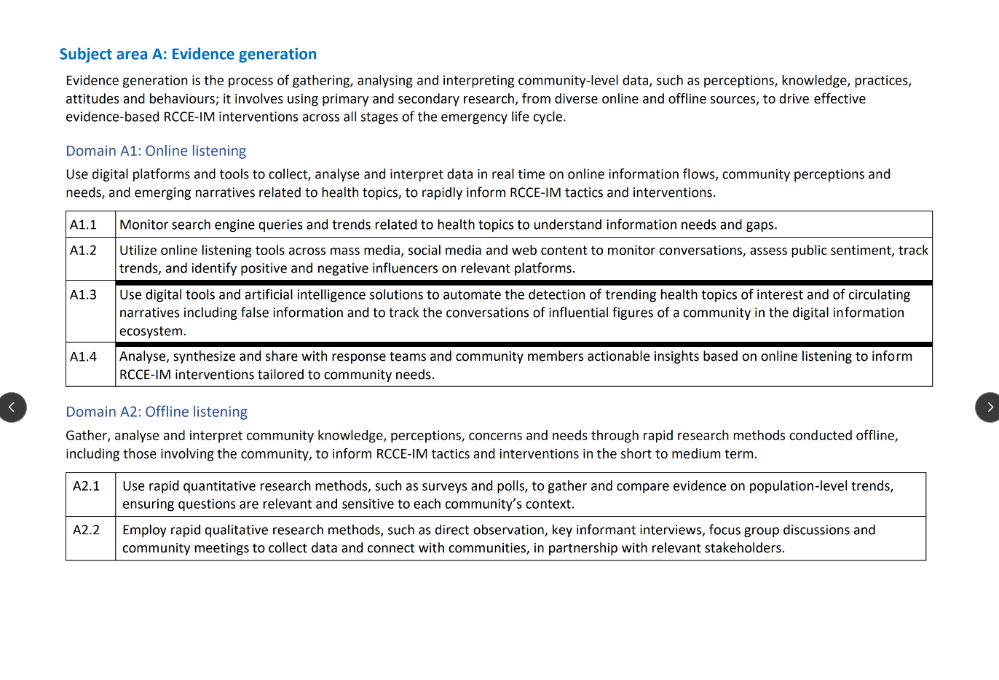 Subject area A: Evidence generation
Evidence generation is the process of gathering, analysing and interpreting community-level data, such as perceptions, knowledge, practices,
attitudes and behaviours; it involves using primary and secondary research, from diverse online and offline sources, to drive effective
evidence-based RCCE-IM interventions across all stages of the emergency life cycle.
Domain A1: Online listening
Use digital platforms and tools to collect, analyse and interpret data in real time on online information flows, community perceptions and
needs, and emerging narratives related to health topics, to rapidly inform RCCE-IM tactics and interventions.
A1.1 Monitor search engine queries and trends related to health topics to understand information needs and gaps.
A1.2 Utilize online listening tools across mass media, social media and web content to monitor conversations, assess public sentiment, track
trends, and identify positive and negative influencers on relevant platforms.
A1.3 Use digital tools and artificial intelligence solutions to automate the detection of trending health topics of interest and of circulating
narratives including false information and to track the conversations of influential figures of a community in the digital information
ecosystem.
A1.4 Analyse, synthesize and share with response teams and community members actionable insights based on online listening to inform
RCCE-IM interventions tailored to community needs.
Domain A2: Offline listening
Gather, analyse and interpret community knowledge, perceptions, concerns and needs through rapid research methods conducted offline,
including those involving the community, to inform RCCE-IM tactics and interventions in the short to medium term.
A2.1 Use rapid quantitative research methods, such as surveys and polls, to gather and compare evidence on population-level trends,
ensuring questions are relevant and sensitive to each community's context.
A2.2 Employ rapid qualitative research methods, such as direct observation, key informant interviews, focus group discussions and
community meetings to collect data and connect with communities, in partnership with relevant stakeholders.